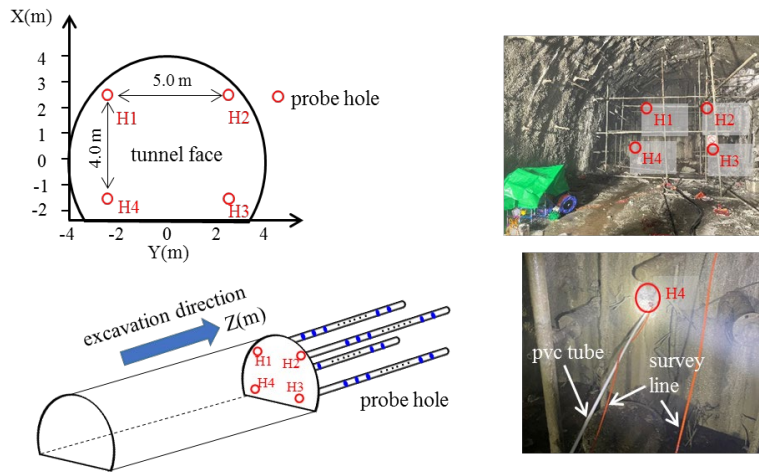 X(m)
4
3
2
1
0
-1
-2
-4
-2
0
2
4
Y(m)
5.0 m
4.0 m
H1
H2
H3
H4
tunnel face
probe hole
H1
H2
H4
H3
excavation direction
Z(m)
H1
H2
H4
H3
probe hole
H4
pvc tube
survey
line